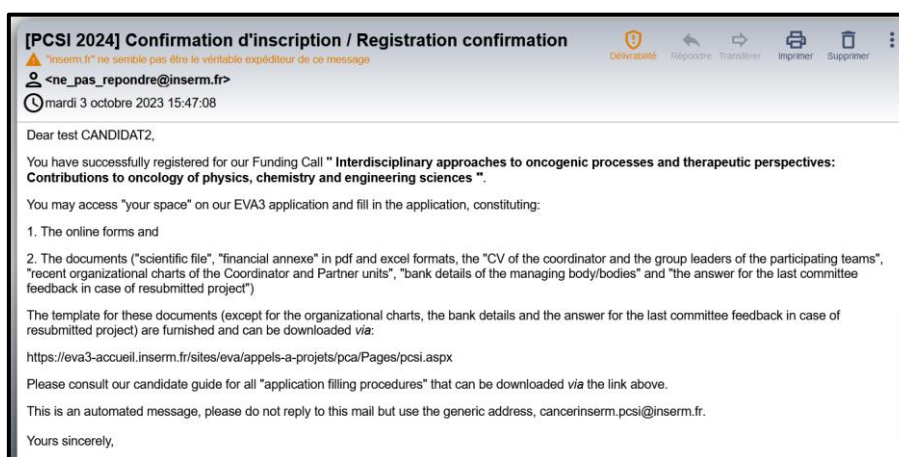 [PCSI 2024] Confirmation d'inscription / Registration confirmation
"inserm.fr" ne semble pas être le véritable expéditeur de ce message
Délivrabilité Répondre Transférer Imprimer Supprimer
<ne_pas_repondre@inserm.fr>
mardi 3 octobre 2023 15:47:08
Dear test CANDIDAT2,
You have successfully registered for our Funding Call " Interdisciplinary approaches to oncogenic processes and therapeutic perspectives:
Contributions to oncology of physics, chemistry and engineering sciences ".
You may access "your space" on our EVA3 application and fill in the application, constituting:
1. The online forms and
2. The documents ("scientific file", "financial annexe" in pdf and excel formats, the "CV of the coordinator and the group leaders of the participating teams",
"recent organizational charts of the Coordinator and Partner units", "bank details of the managing body/bodies" and "the answer for the last committee
feedback in case of resubmitted project")
The template for these documents (except for the organizational charts, the bank details and the answer for the last committee feedback in case of
resubmitted project) are furnished and can be downloaded via:
https://eva3-accueil.inserm.fr/sites/eva/appels-a-projets/pca/Pages/pcsi.aspx
Please consult our candidate guide for all "application filling procedures" that can be downloaded via the link above.
This is an automated message, please do not reply to this mail but use the generic address, cancerinserm.pcsi@inserm.fr.
Yours sincerely,